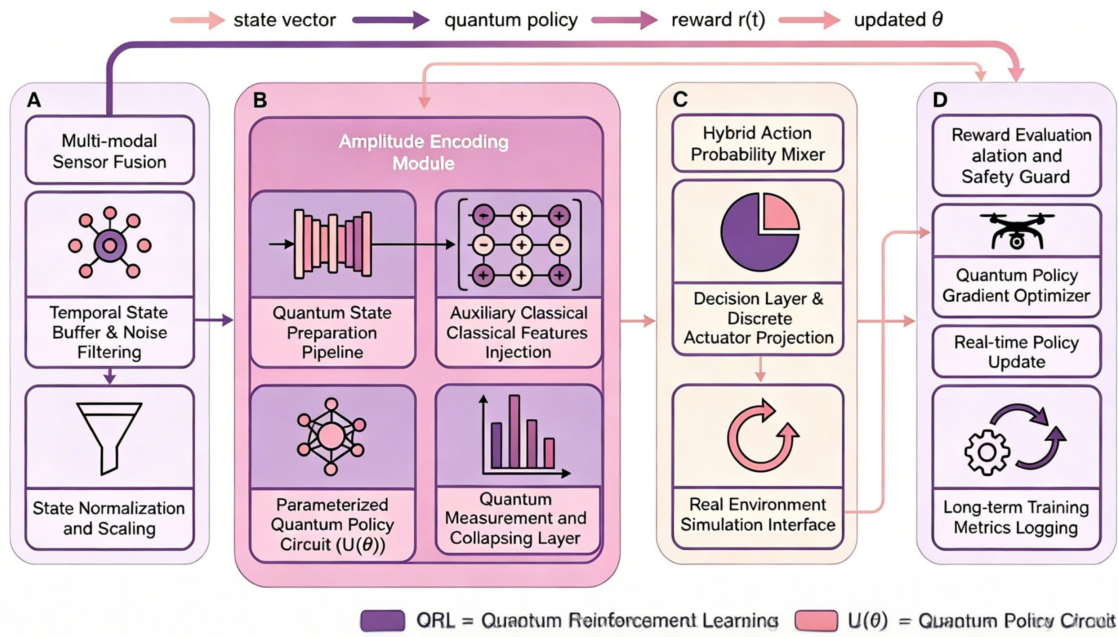 state vector
quantum policy
reward r(t)
updated θ
A
Multi-modal
Sensor Fusion
Temporal State
Buffer & Noise
Filtering
State Normalization
and Scaling
B
Amplitude Encoding
Module
Quantum State
Preparation
Pipeline
Auxiliary Classical
Classical Features
Injection
Parameterized
Quantum Policy
Circuit (U(θ))
Quantum
Measurement and
Collapsing Layer
C
Hybrid Action
Probability Mixer
Decision Layer &
Discrete
Actuator Projection
Real Environment
Simulation Interface
D
Reward Evaluation
alation and
Safety Guard
Quantum Policy
Gradient Optimizer
Real-time Policy
Update
Long-term Training
Metrics Logging
QRL = Quantum Reinforcement Learning
U(θ) = Quantum Policy Circuit